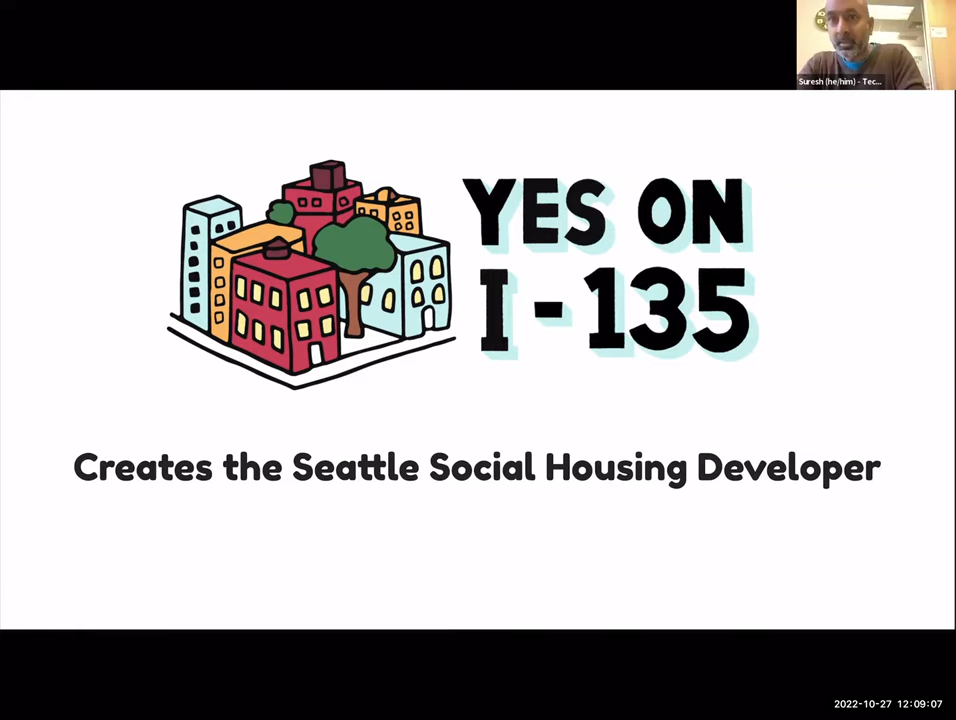 Suresh (he/him) - Tec...
YES ON
I - 135
Creates the Seattle Social Housing Developer
2022-10-27 12:09:07